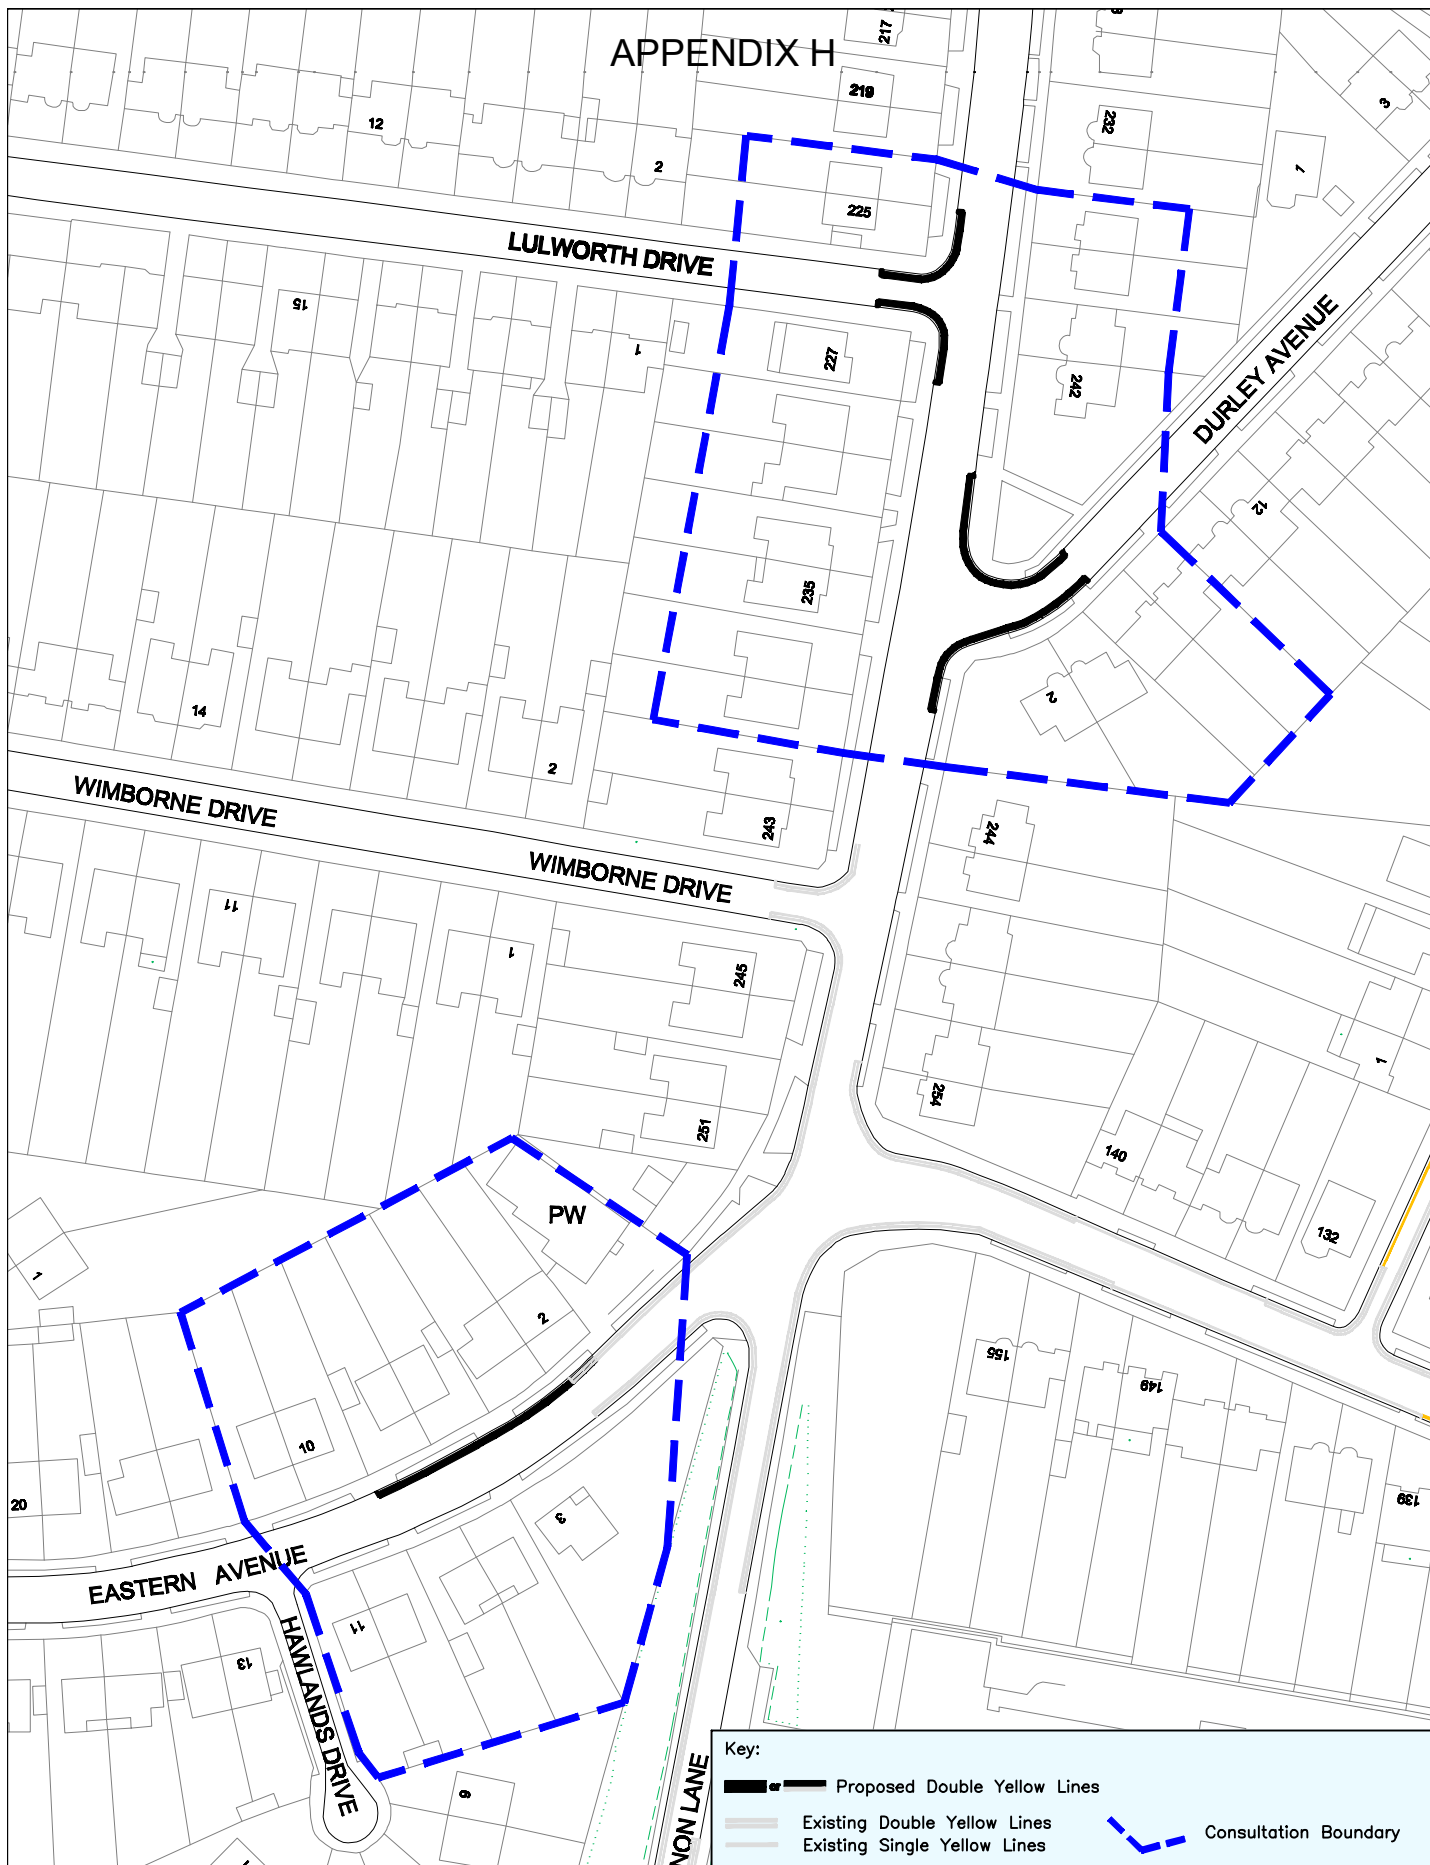 APPENDIX H
217
219
12
232
3
2
1
225
LULWORTH DRIVE
15
1
227
242
DURLEY AVENUE
12
235
14
2
2
WIMBORNE DRIVE
243
244
WIMBORNE DRIVE
11
1
245
254
1
251
140
PW
132
1
2
155
149
10
139
20
3
EASTERN AVENUE
11
13
HAWLANDS DRIVE
9
NON LANE
Key:
or Proposed Double Yellow Lines
Existing Double Yellow Lines
Existing Single Yellow Lines
Consultation Boundary